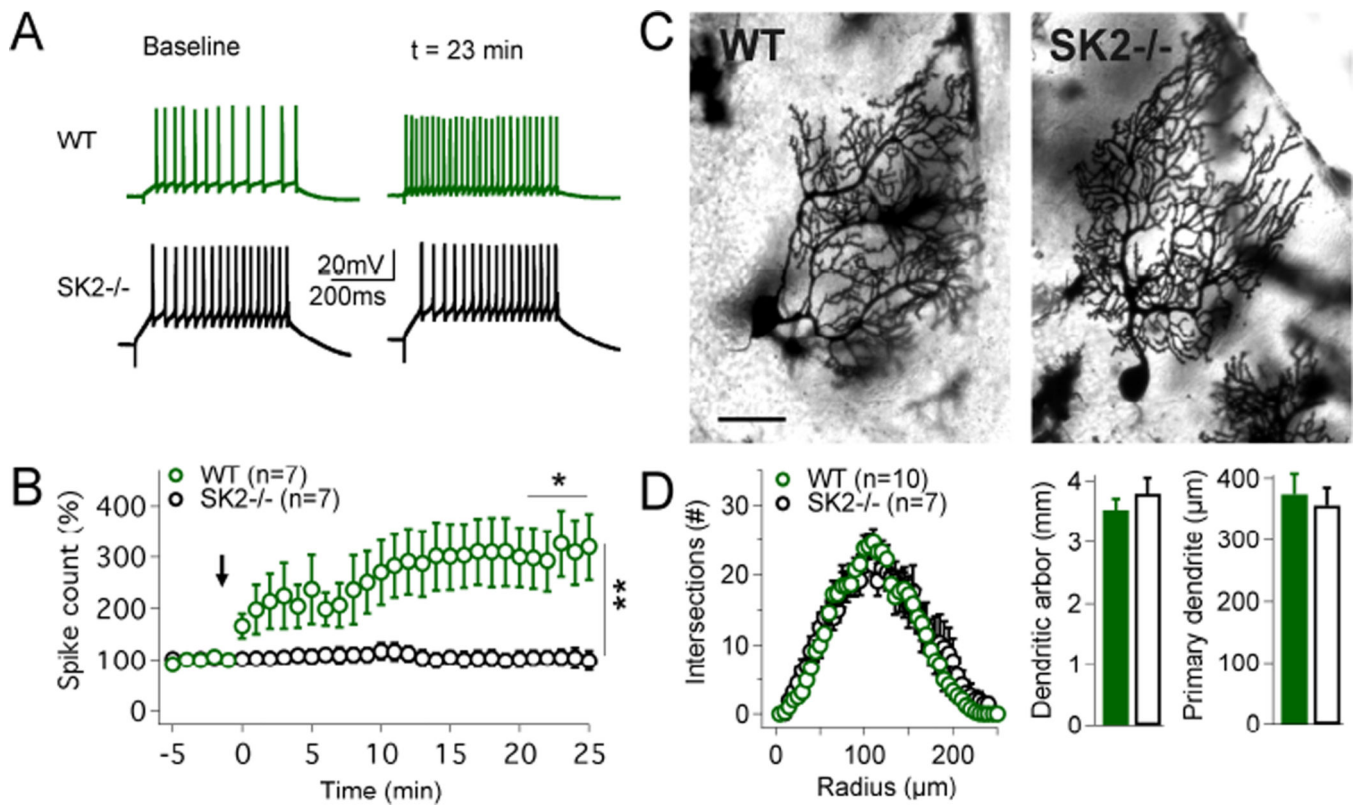 A
Baseline
t = 23 min
WT
SK2-/-
20mV
200ms
C
WT
SK2-/-
B
WT (n=7)
SK2-/- (n=7)
*
**
Spike count (%)
400
300
200
100
0
-5
0
5
10
15
20
25
Time (min)
D
WT (n=10)
SK2-/- (n=7)
Intersections (#)
30
20
10
0
0
100
200
Radius (µm)
Dendritic arbor (mm)
4
3
2
1
0
Primary dendrite (µm)
400
300
200
100
0